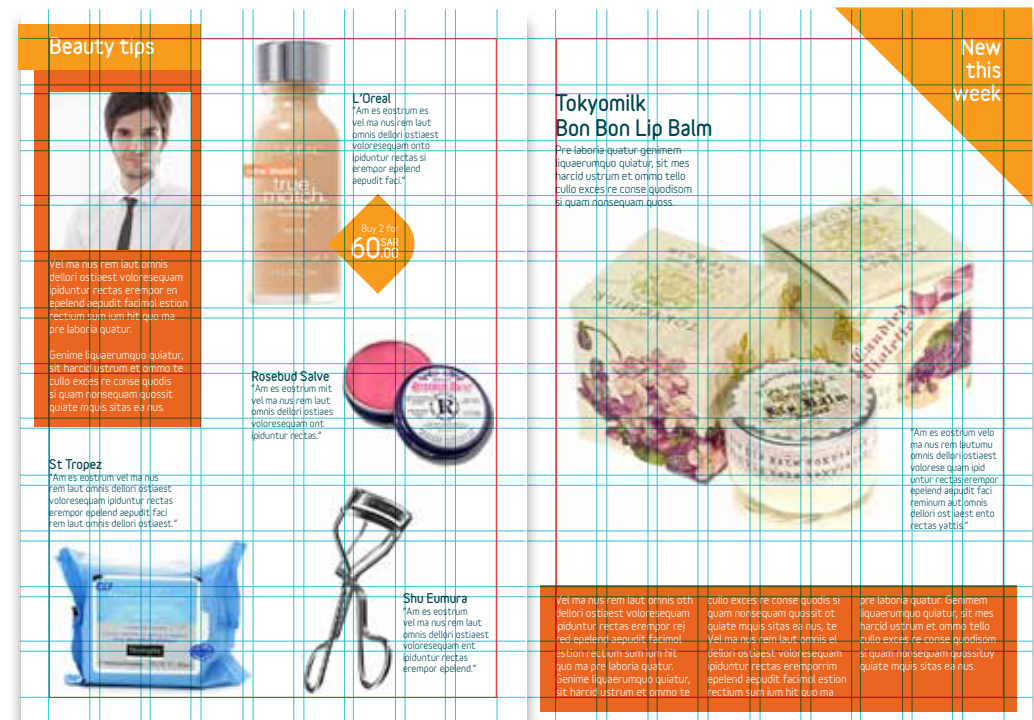 Beauty tips
Vel ma nus rem laut omnis
dellori ostiaest voloresequam
ipiduntur rectas erempor en
epelend aepudit facimol estion
rectium sum ium hit quo ma
pre laboria quatur.
Genime liquaerumquo quiatur,
sit harcid ustrum et ommo te
cullo exces re conse quodis
si quam nonsequam quossit
quiate mquis sitas ea nus.
St Tropez
"Am es eostrum vel ma nus
rem laut omnis dellori ostiaest
voloresequam ipiduntur rectas
erempor epelend aepudit faci
rem laut omnis dellori ostiaest."
true
match
L'Oreal
"Am es eostrum es
vel ma nus rem laut
omnis dellori ostiaest
voloresequam onto
ipiduntur rectas si
erempor epelend
aepudit faci."
Buy 2 for
60 SAR
.00
Rosebud Salve
"Am es eostrum mit
vel ma nus rem laut
omnis dellori ostiaes
voloresequam ont
ipiduntur rectas."
R
Shu Eumura
"Am es eostrum
vel ma nus rem laut
omnis dellori ostiaest
voloresequam ent
ipiduntur rectas
erempor epelend."
New
this
week
Tokyomilk
Bon Bon Lip Balm
Pre laboria quatur genimem
liquaerumquo quiatur, sit mes
harcid ustrum et ommo tello
cullo exces re conse quodisom
si quam nonsequam quoss.
TOKYOMILK
TOKYOMILK
Candied
Violette
Bon Balm
"Am es eostrum velo
ma nus rem lautumu
omnis dellori ostiaest
volorese quam ipid
untur rectas erempor
epelend aepudit faci
reminum aut omnis
dellori ost iaest ento
rectas yattis."
Vel ma nus rem laut omnis oth
dellori ostiaest voloresequam
ipiduntur rectas erempor rej
red epelend aepudit facimol
estion rectium sum ium hit
quo ma pre laboria quatur.
Genime liquaerumquo quiatur,
sit harcid ustrum et ommo te
cullo exces re conse quodis si
quam nonsequam quossit ot
quiate mquis sitas ea nus, te
Vel ma nus rem laut omnis el
dellori ostiaest voloresequam
ipiduntur rectas eremporrim
epelend aepudit facimol estion
rectium sum ium hit quo ma
pre laboria quatur. Genimem
liquaerumquo quiatur, sit mes
harcid ustrum et ommo tello
cullo exces re conse quodisom
si quam nonsequam quossituy
quiate mquis sitas ea nus.